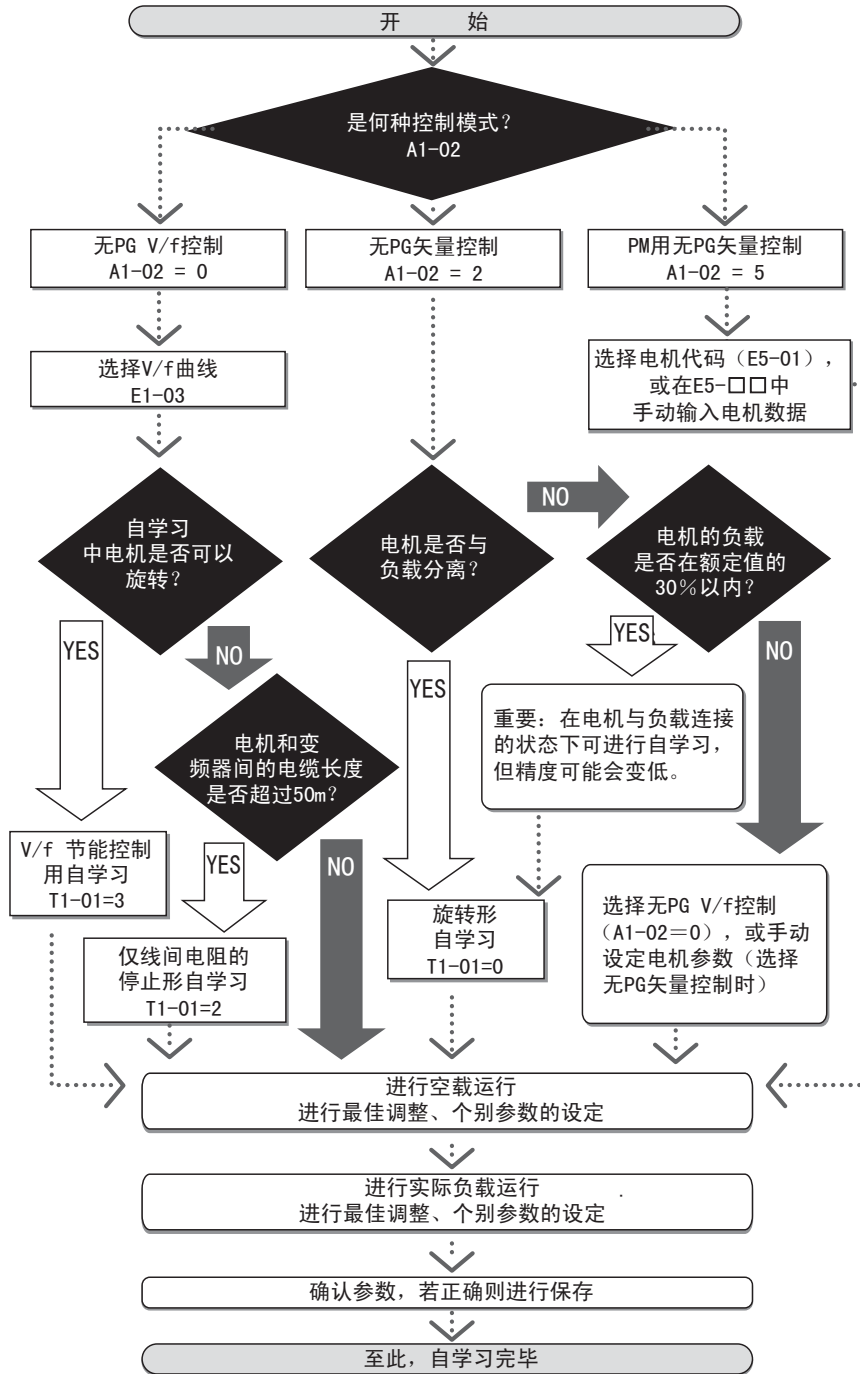 开 始
是何种控制模式？
A1-02
无PG V/f控制
A1-02 = 0
无PG矢量控制
A1-02 = 2
PM用无PG矢量控制
A1-02 = 5
选择V/f曲线
E1-03
选择电机代码（E5-01），
或在E5-□□中
手动输入电机数据
自学习
中电机是否可以
旋转？
电机是否与
负载分离？
NO
电机的负载
是否在额定值的
30％以内？
YES
NO
YES
YES
NO
电机和变
频器间的电缆长度
是否超过50m？
重要：在电机与负载连接
的状态下可进行自学习，
但精度可能会变低。
V/f 节能控制
用自学习
T1-01=3
YES
NO
仅线间电阻的
停止形自学习
T1-01=2
旋转形
自学习
T1-01=0
选择无PG V/f控制
（A1-02＝0），或手动
设定电机参数（选择
无PG矢量控制时）
进行空载运行
进行最佳调整、个别参数的设定
进行实际负载运行
进行最佳调整、个别参数的设定
确认参数，若正确则进行保存
至此，自学习完毕